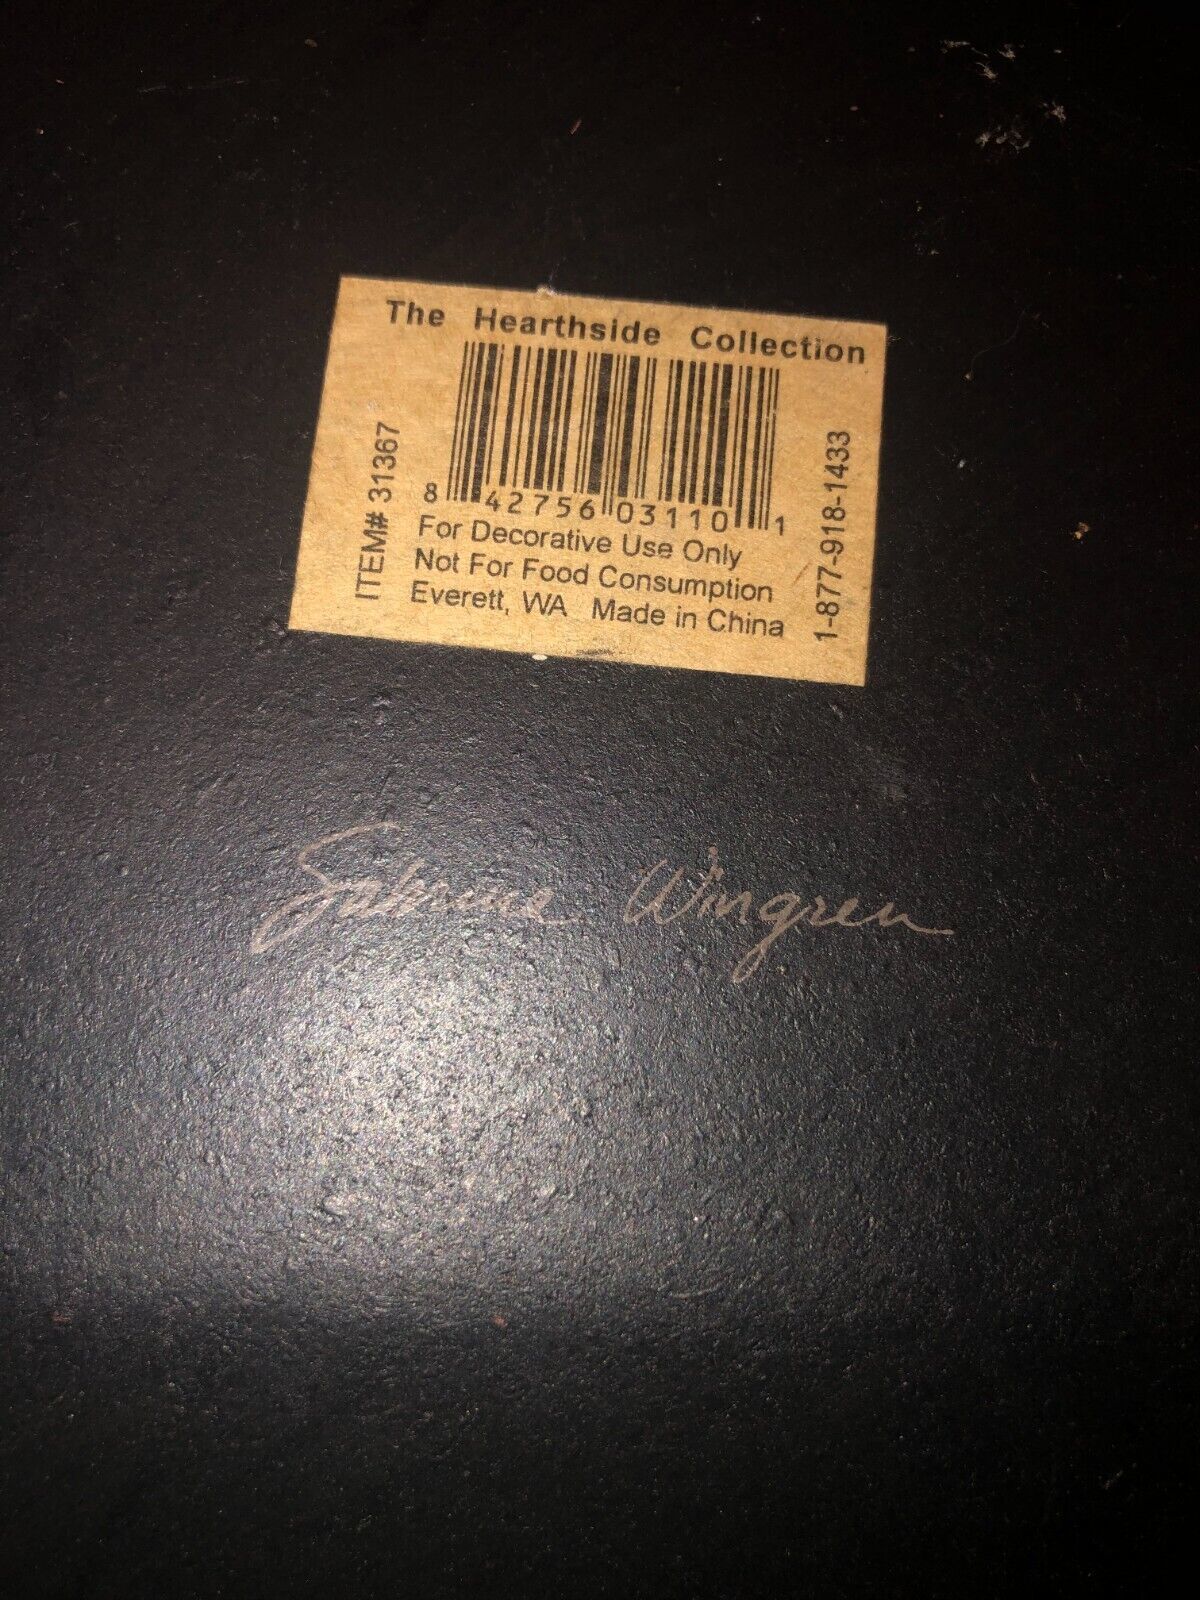 The Hearthside Collection
ITEM# 31367
8 42756 03110 1
For Decorative Use Only
Not For Food Consumption
Everett, WA Made in China
1-877-918-1433
Sabrina Wingren